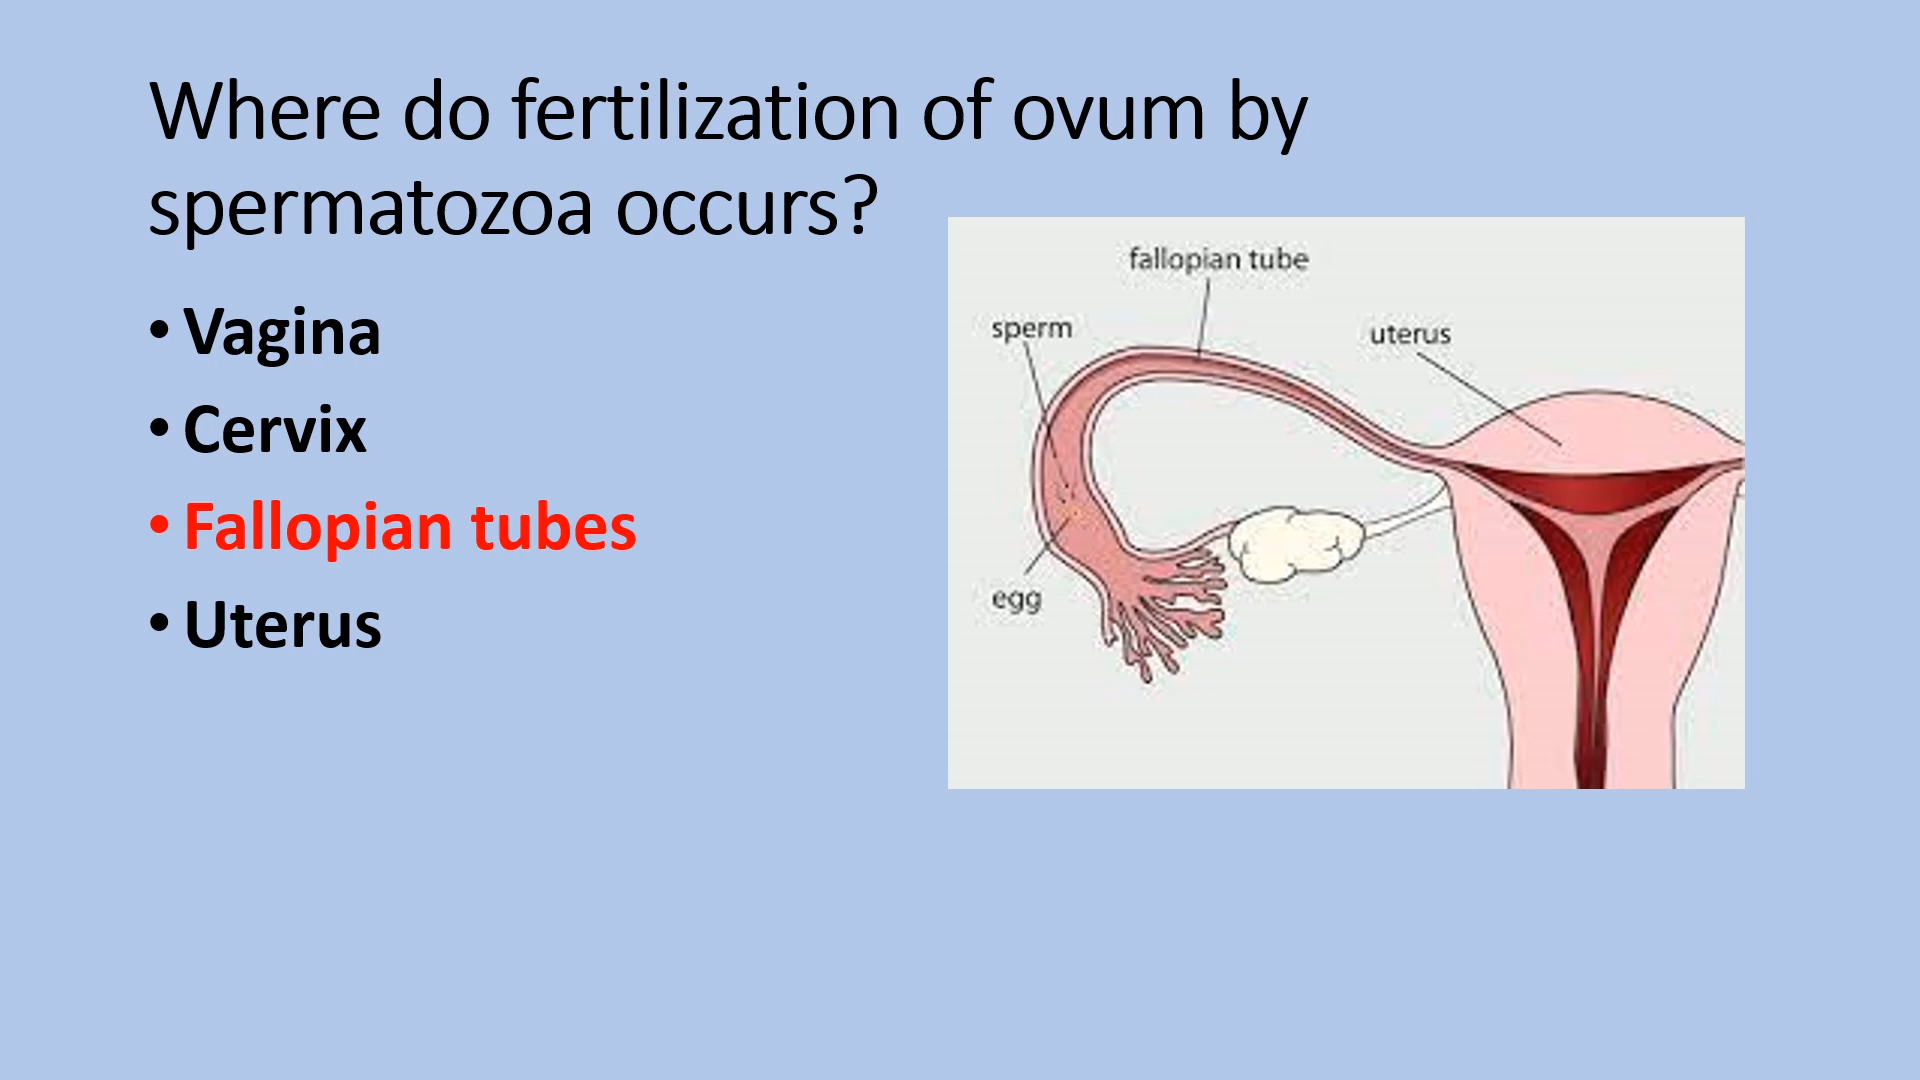 Where do fertilization of ovum by
spermatozoa occurs?
• Vagina
• Cervix
• Fallopian tubes
• Uterus
fallopian tube
sperm
uterus
egg